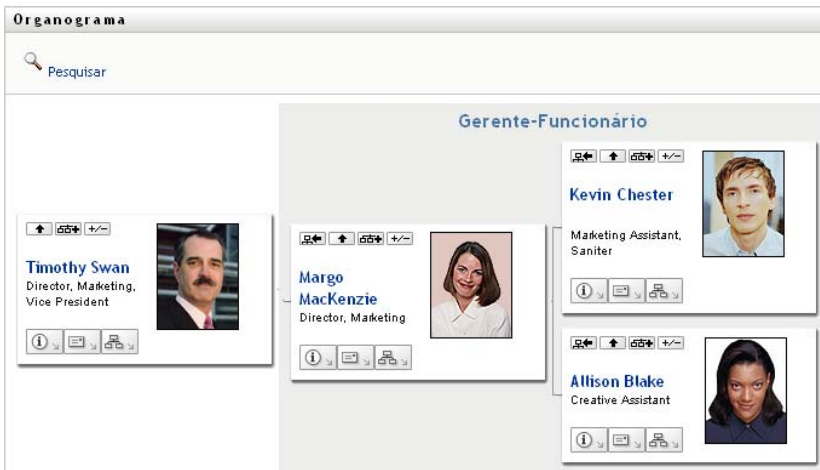 Organograma
Pesquisar
Gerente-Funcionário
+/-
Timothy Swan
Director, Marketing,
Vice President
+/-
Margo
MacKenzie
Director, Marketing
+/-
Kevin Chester
Marketing Assistant,
Saniter
+/-
Allison Blake
Creative Assistant